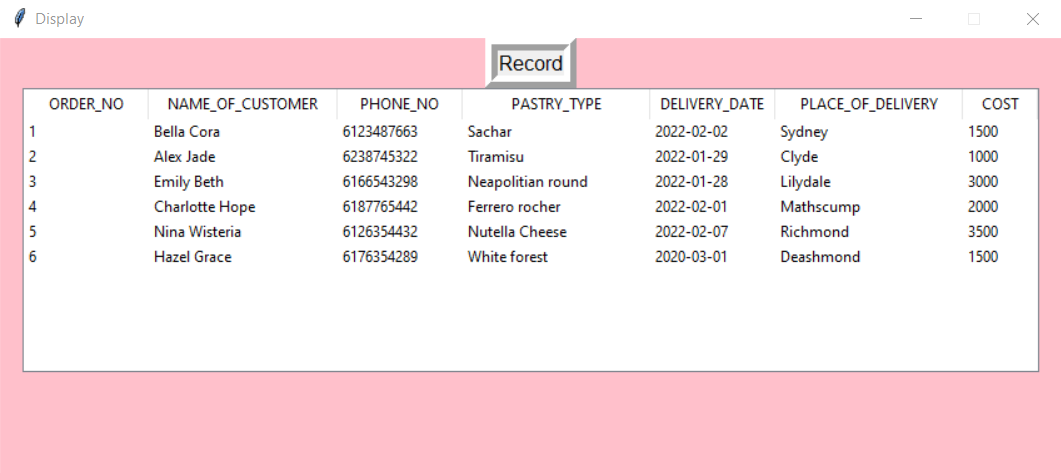 Display
Record
ORDER_NO NAME_OF_CUSTOMER PHONE_NO PASTRY_TYPE DELIVERY_DATE PLACE_OF_DELIVERY COST
1 Bella Cora 6123487663 Sachar 2022-02-02 Sydney 1500
2 Alex Jade 6238745322 Tiramisu 2022-01-29 Clyde 1000
3 Emily Beth 6166543298 Neapolitian round 2022-01-28 Lilydale 3000
4 Charlotte Hope 6187765442 Ferrero rocher 2022-02-01 Mathscump 2000
5 Nina Wisteria 6126354432 Nutella Cheese 2022-02-07 Richmond 3500
6 Hazel Grace 6176354289 White forest 2020-03-01 Deashmond 1500